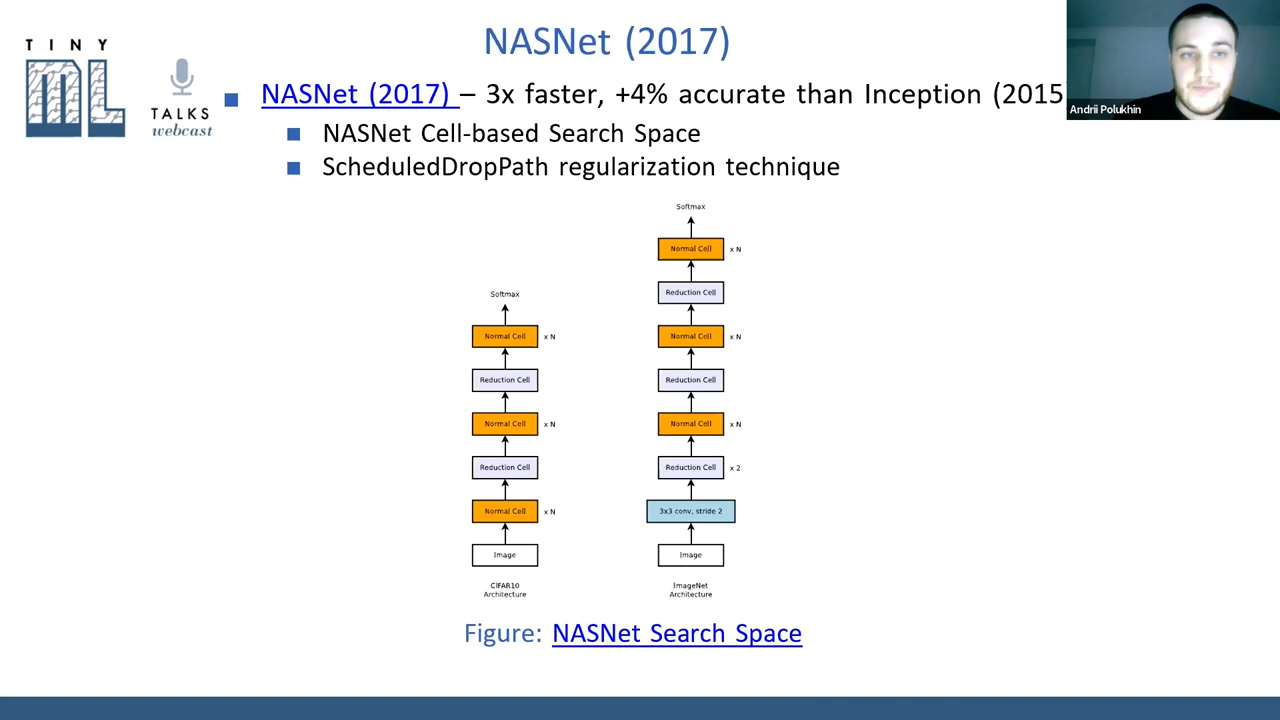 NASNet (2017)
TINY
ML
TALKS
webcast
NASNet (2017) – 3x faster, +4% accurate than Inception (2015
Andrii Polukhin
NASNet Cell-based Search Space
ScheduledDropPath regularization technique
Softmax
Normal Cell x N
Reduction Cell
Normal Cell x N
Reduction Cell
Normal Cell x N
Image
CIFAR10
Architecture
Softmax
Normal Cell x N
Reduction Cell
Normal Cell x N
Reduction Cell
Normal Cell x N
Reduction Cell x 2
3x3 conv, stride 2
Image
ImageNet
Architecture
Figure: NASNet Search Space